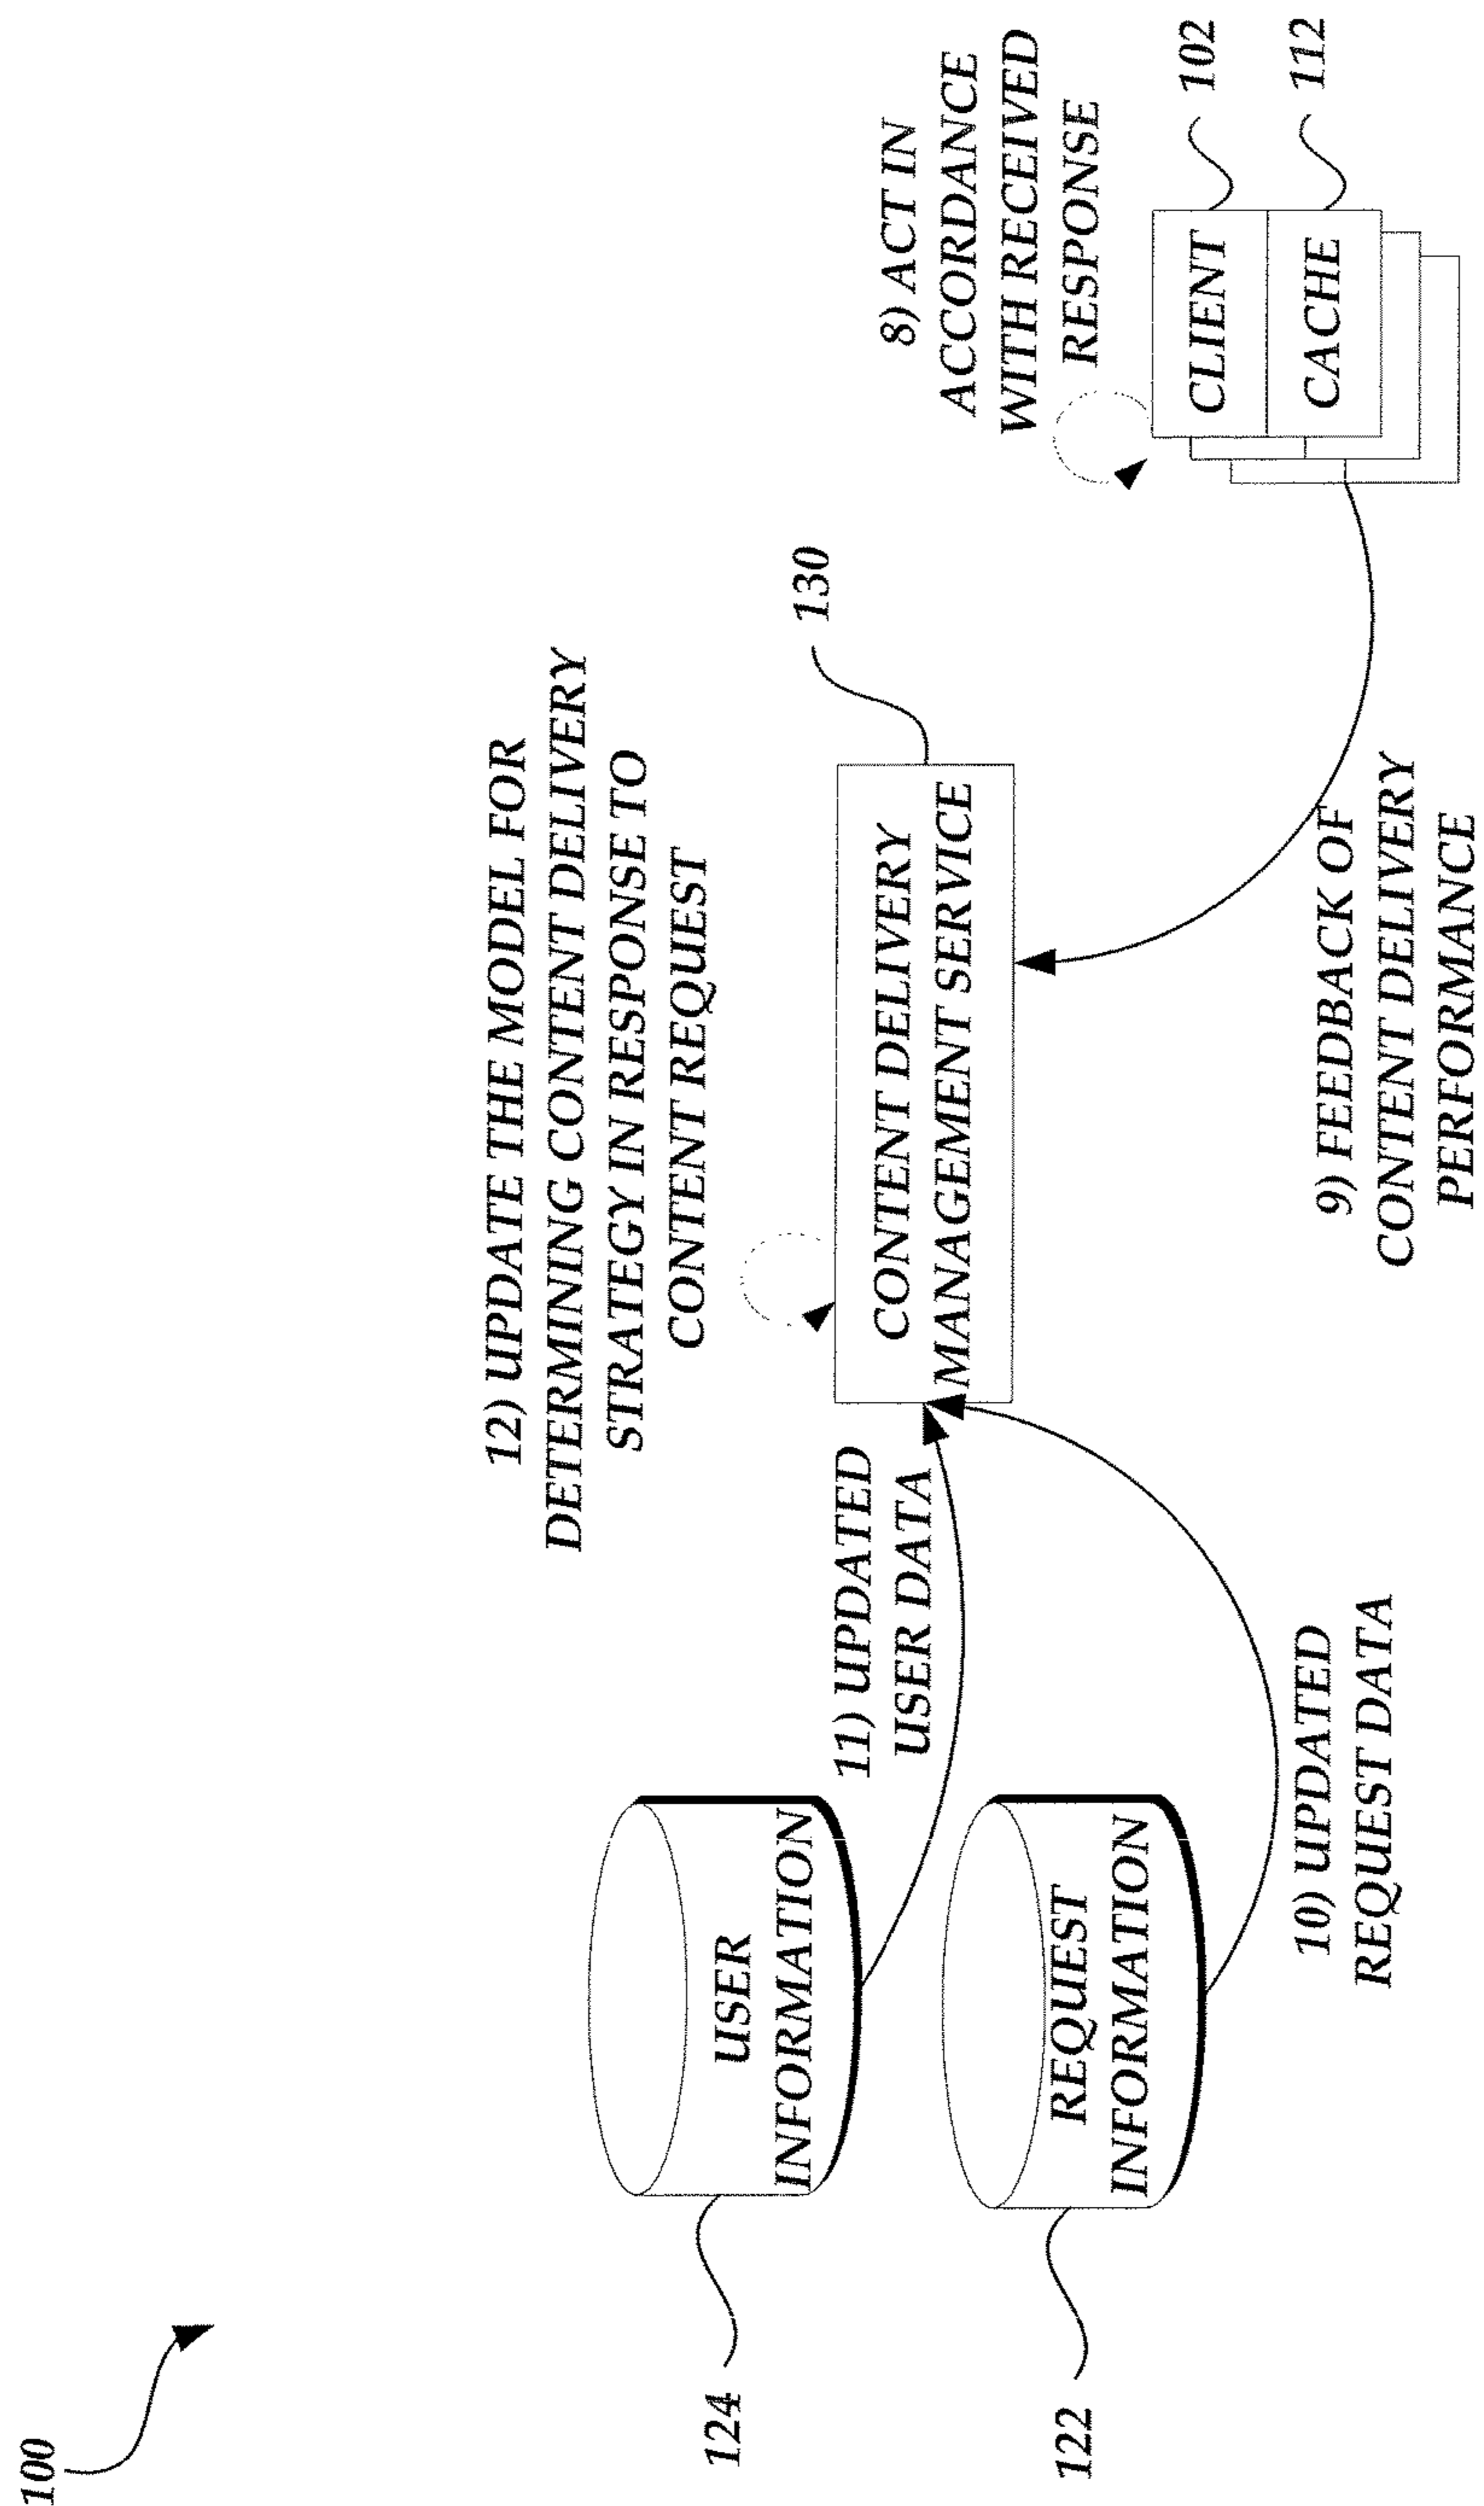 100
12) UPDATE THE MODEL FOR
DETERMINING CONTENT DELIVERY
STRATEGY IN RESPONSE TO
CONTENT REQUEST
124
USER
INFORMATION
11) UPDATED
USER DATA
130
CONTENT DELIVERY
MANAGEMENT SERVICE
8) ACT IN
ACCORDANCE
WITH RECEIVED
RESPONSE
122
REQUEST
INFORMATION
10) UPDATED
REQUEST DATA
9) FEEDBACK OF
CONTENT DELIVERY
PERFORMANCE
CLIENT
102
CACHE
112